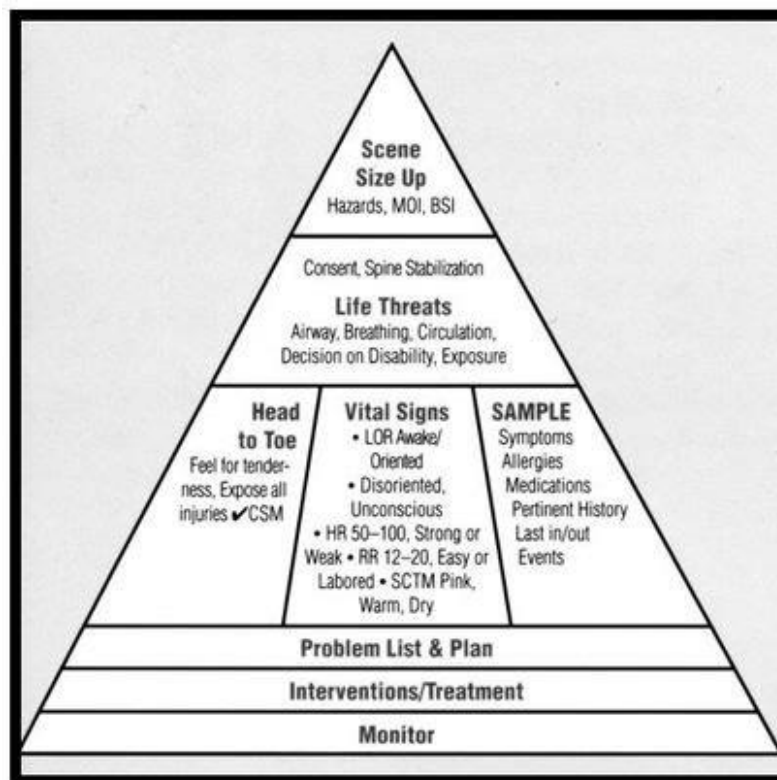 Scene
Size Up
Hazards, MOI, BSI
Consent, Spine Stabilization
Life Threats
Airway, Breathing, Circulation,
Decision on Disability, Exposure
Head
to Toe
Feel for tender-
ness, Expose all
injuries ✔CSM
Vital Signs
• LOR Awake/
Oriented
• Disoriented,
Unconscious
• HR 50–100, Strong or
Weak • RR 12–20, Easy or
Labored • SCTM Pink,
Warm, Dry
SAMPLE
Symptoms
Allergies
Medications
Pertinent History
Last in/out
Events
Problem List & Plan
Interventions/Treatment
Monitor